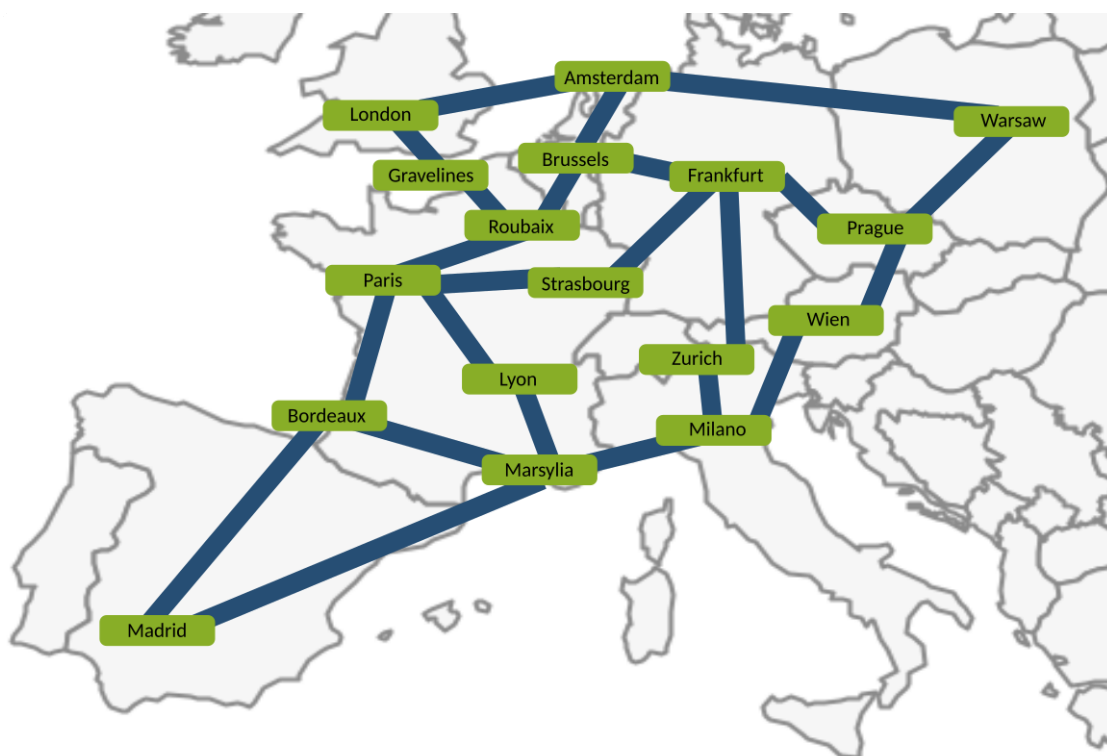 Amsterdam
London
Warsaw
Brussels
Gravelines
Frankfurt
Roubaix
Prague
Paris
Strasbourg
Wien
Zurich
Lyon
Bordeaux
Milano
Marsylia
Madrid